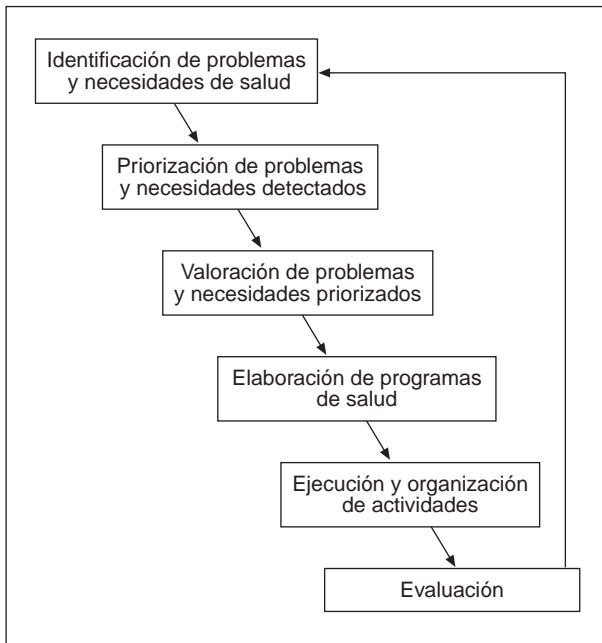 Identificación de problemas
y necesidades de salud
Priorización de problemas
y necesidades detectados
Valoración de problemas
y necesidades priorizados
Elaboración de programas
de salud
Ejecución y organización
de actividades
Evaluación